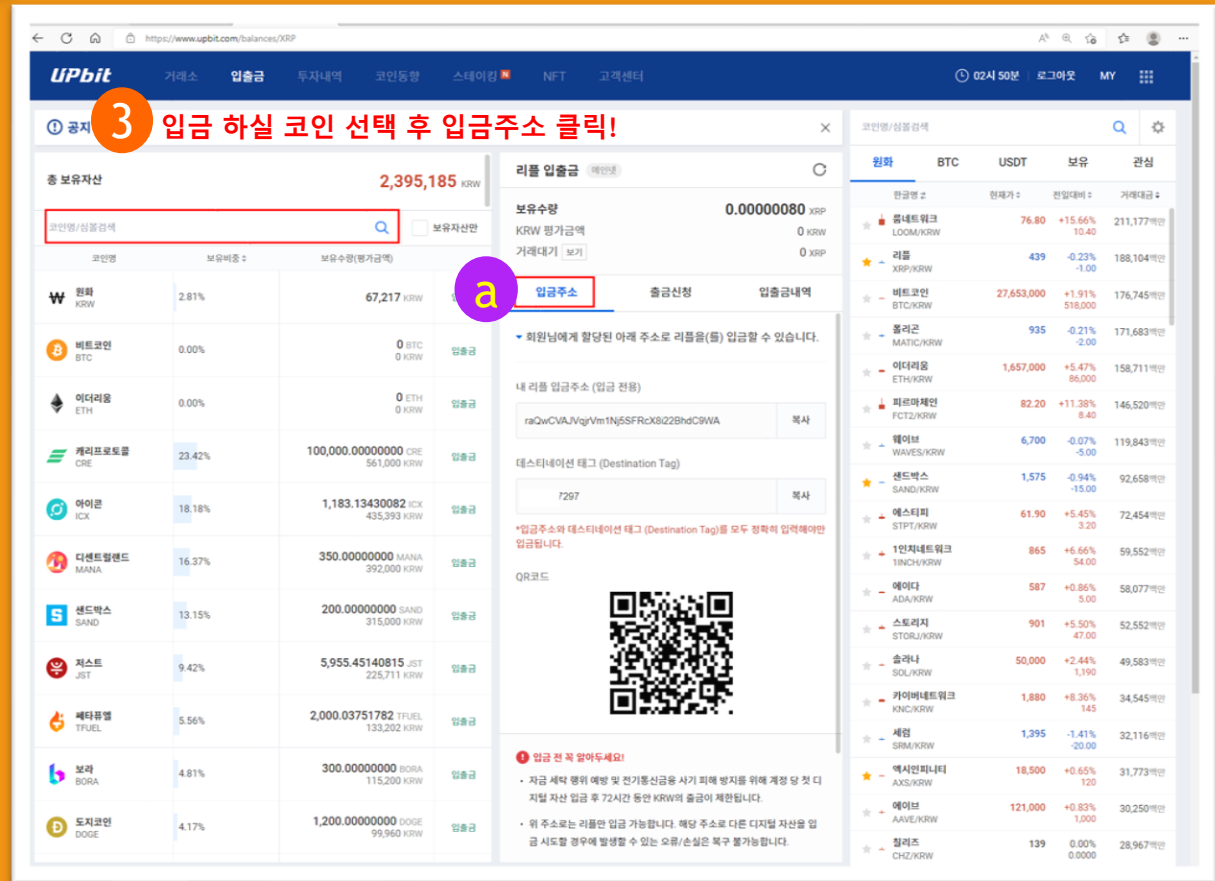 https://www.upbit.com/balances/XRP
UPbit 거래소 입출금 투자내역 코인동향 스테이킹 N NFT 고객센터 02시 50분 로그아웃 MY
공지 3 입금 하실 코인 선택 후 입금주소 클릭!
총 보유자산 2,395,185 KRW
코인명/심볼검색 보유자산만
코인명 보유비중 보유수량(평가금액)
원화 2.81% 67,217 KRW
KRW
비트코인 0.00% 0 BTC 입출금
BTC 0 KRW
이더리움 0.00% 0 ETH 입출금
ETH 0 KRW
캐리프로토콜 23.42% 100,000.00000000 CRE 입출금
CRE 561,000 KRW
아이콘 18.18% 1,183.13430082 ICX 입출금
ICX 435,393 KRW
디센트럴랜드 16.37% 350.00000000 MANA 입출금
MANA 392,000 KRW
샌드박스 13.15% 200.00000000 SAND 입출금
SAND 315,000 KRW
저스트 9.42% 5,955.45140815 JST 입출금
JST 225,711 KRW
쎄타퓨엘 5.56% 2,000.03751782 TFUEL 입출금
TFUEL 133,202 KRW
보라 4.81% 300.00000000 BORA 입출금
BORA 115,200 KRW
도지코인 4.17% 1,200.00000000 DOGE 입출금
DOGE 99,960 KRW
리플 입출금 메인넷
보유수량 0.00000080 XRP
KRW 평가금액 0 KRW
거래대기 보기 0 XRP
a 입금주소 출금신청 입출금내역
회원님에게 할당된 아래 주소로 리플을(를) 입금할 수 있습니다.
내 리플 입금주소 (입금 전용)
raQwCVAJVqjrVm1Nj5SFRcX8i22BhdC9WA 복사
데스티네이션 태그 (Destination Tag)
7297 복사
*입금주소와 데스티네이션 태그 (Destination Tag)를 모두 정확히 입력해야만
입금됩니다.
QR코드
입금 전 꼭 알아두세요!
· 자금 세탁 행위 예방 및 전기통신금융 사기 피해 방지를 위해 계정 당 첫 디
지털 자산 입금 후 72시간 동안 KRW의 출금이 제한됩니다.
· 위 주소로는 리플만 입금 가능합니다. 해당 주소로 다른 디지털 자산을 입
금 시도할 경우에 발생할 수 있는 오류/손실은 복구 불가능합니다.
코인명/심볼검색
원화 BTC USDT 보유 관심
한글명 현재가 전일대비 거래대금
룸네트워크 76.80 +15.66% 211,177백만
LOOM/KRW 10.40
리플 439 -0.23% 188,104백만
XRP/KRW -1.00
비트코인 27,653,000 +1.91% 176,745백만
BTC/KRW 518,000
폴리곤 935 -0.21% 171,683백만
MATIC/KRW -2.00
이더리움 1,657,000 +5.47% 158,711백만
ETH/KRW 86,000
피르마체인 82.20 +11.38% 146,520백만
FCT2/KRW 8.40
웨이브 6,700 -0.07% 119,843백만
WAVES/KRW -5.00
샌드박스 1,575 -0.94% 92,658백만
SAND/KRW -15.00
에스티피 61.90 +5.45% 72,454백만
STPT/KRW 3.20
1인치네트워크 865 +6.66% 59,552백만
1INCH/KRW 54.00
에이다 587 +0.86% 58,077백만
ADA/KRW 5.00
스토리지 901 +5.50% 52,552백만
STORJ/KRW 47.00
솔라나 50,000 +2.44% 49,583백만
SOL/KRW 1,190
카이버네트워크 1,880 +8.36% 34,545백만
KNC/KRW 145
세럼 1,395 -1.41% 32,116백만
SRM/KRW -20.00
엑시인피니티 18,500 +0.65% 31,773백만
AXS/KRW 120
에이브 121,000 +0.83% 30,250백만
AAVE/KRW 1,000
칠리즈 139 0.00% 28,967백만
CHZ/KRW 0.0000